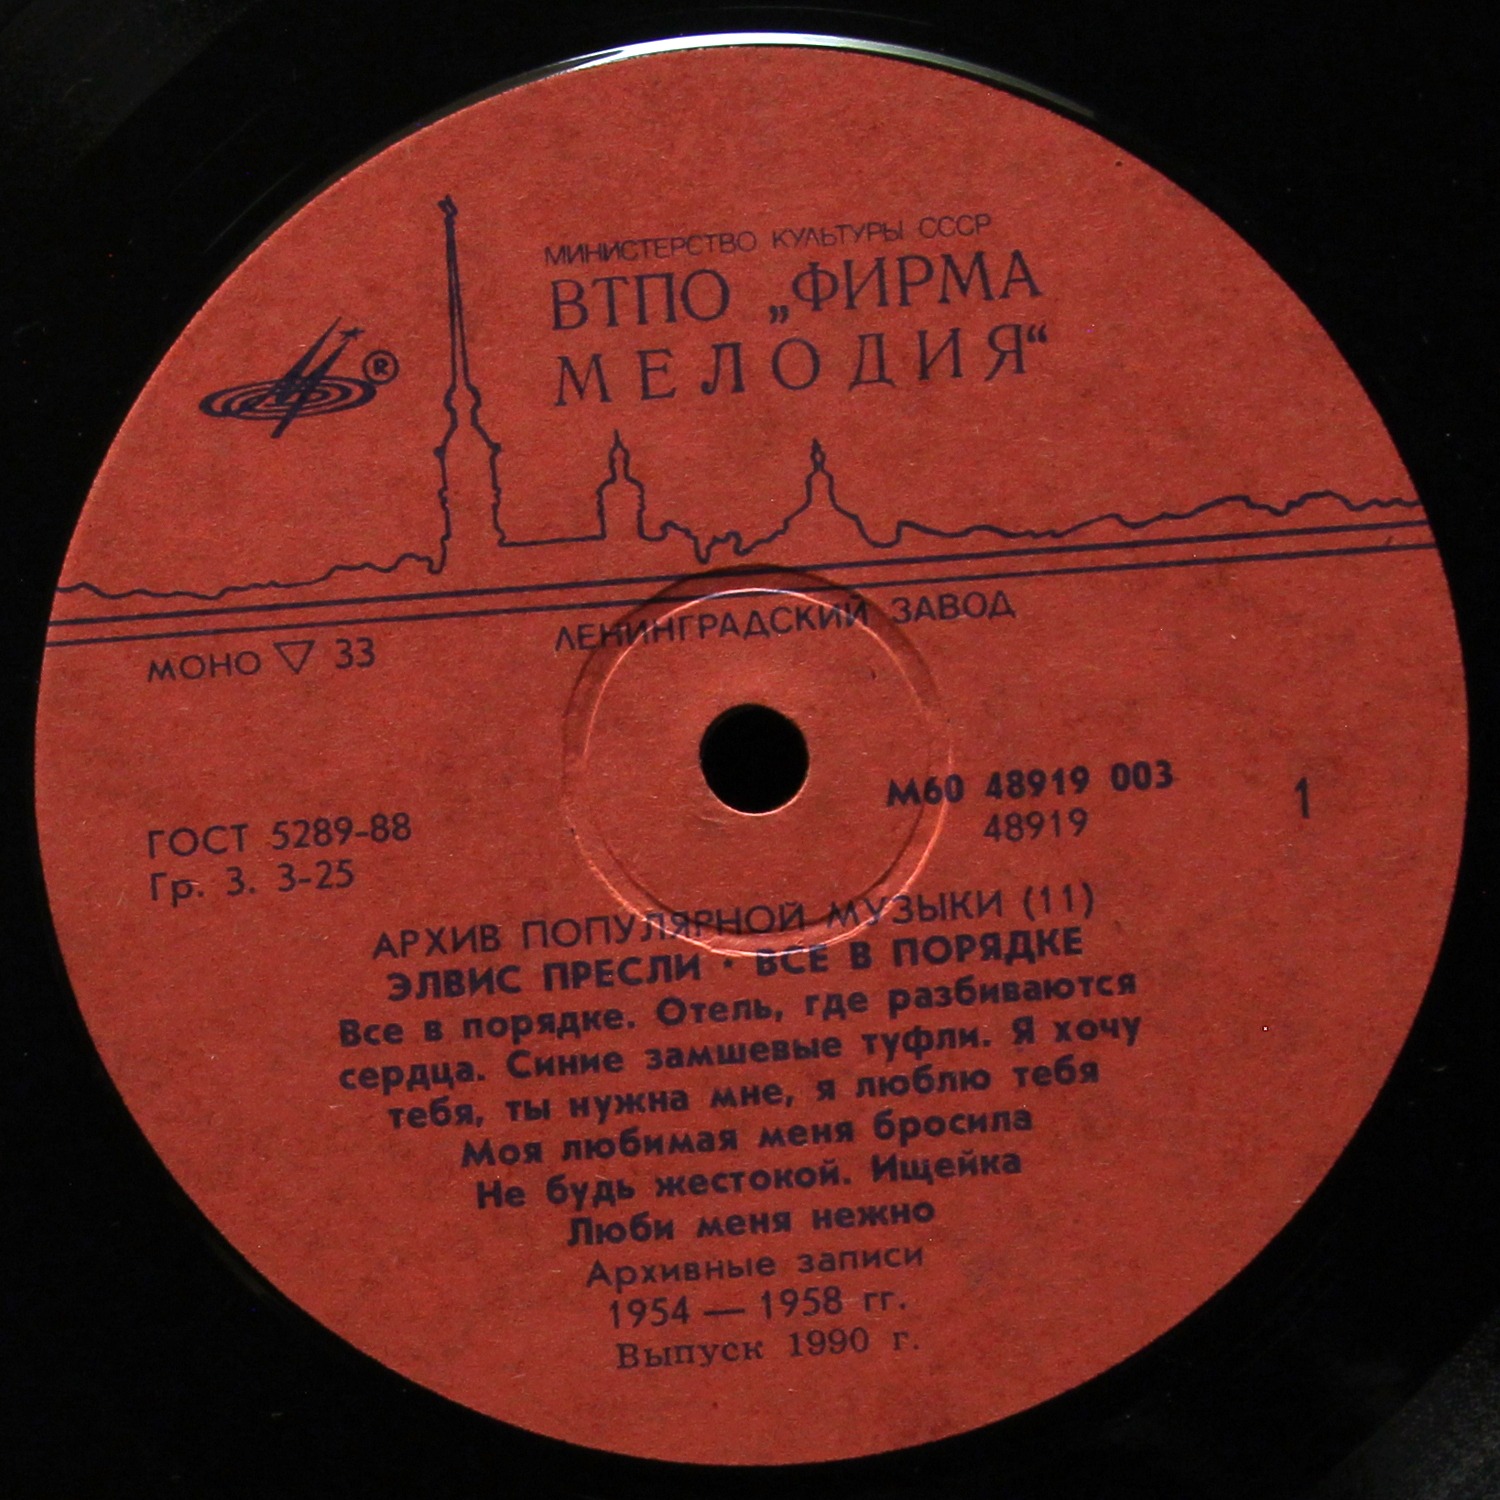 МИНИСТЕРСТВО КУЛЬТУРЫ СССР
ВТПО „ФИРМА
МЕЛОДИЯ“
®
ЛЕНИНГРАДСКИЙ ЗАВОД
МОНО ▽ 33
М60 48919 003
48919
1
ГОСТ 5289-88
Гр. 3. 3-25
АРХИВ ПОПУЛЯРНОЙ МУЗЫКИ (11)
ЭЛВИС ПРЕСЛИ · ВСЕ В ПОРЯДКЕ
Все в порядке. Отель, где разбиваются
сердца. Синие замшевые туфли. Я хочу
тебя, ты нужна мне, я люблю тебя
Моя любимая меня бросила
Не будь жестокой. Ищейка
Люби меня нежно
Архивные записи
1954 — 1958 гг.
Выпуск 1990 г.